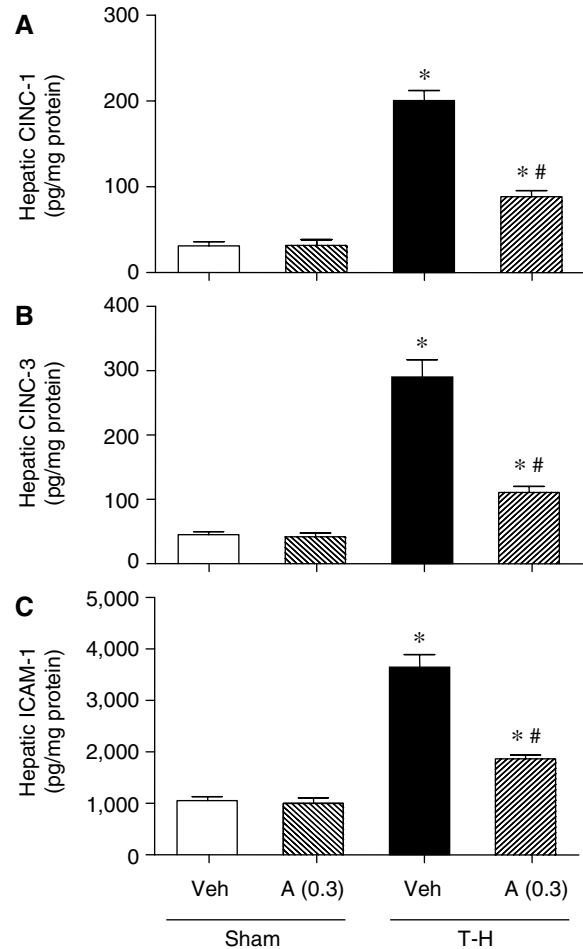 A
Hepatic CINC-1
(pg/mg protein)
300
200
100
0
*
* #
B
Hepatic CINC-3
(pg/mg protein)
400
300
200
100
0
*
* #
C
Hepatic ICAM-1
(pg/mg protein)
5,000
4,000
3,000
2,000
1,000
0
*
* #
Veh A (0.3) Veh A (0.3)
Sham T-H